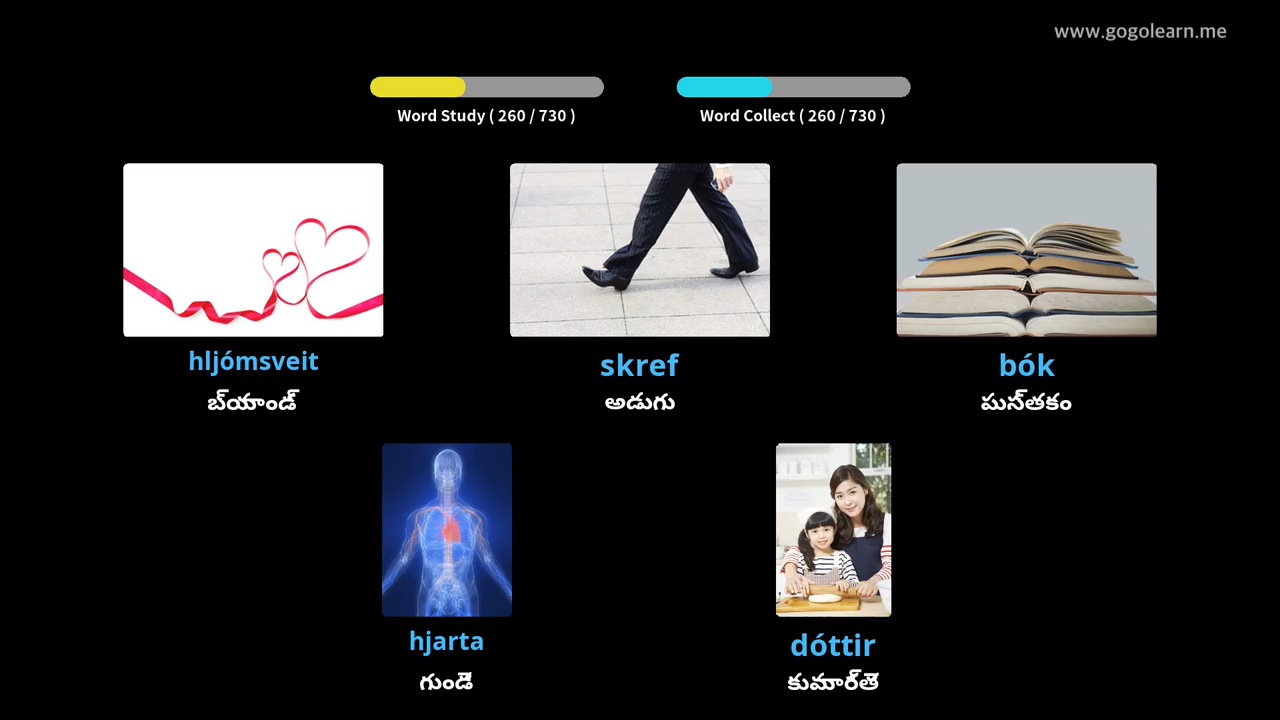 www.gogolearn.me
Word Study ( 260 / 730 )
Word Collect ( 260 / 730 )
hljómsveit
బ్యాండ్
skref
అడుగు
bók
పుస్తకం
hjarta
గుండె
dóttir
కుమార్తె